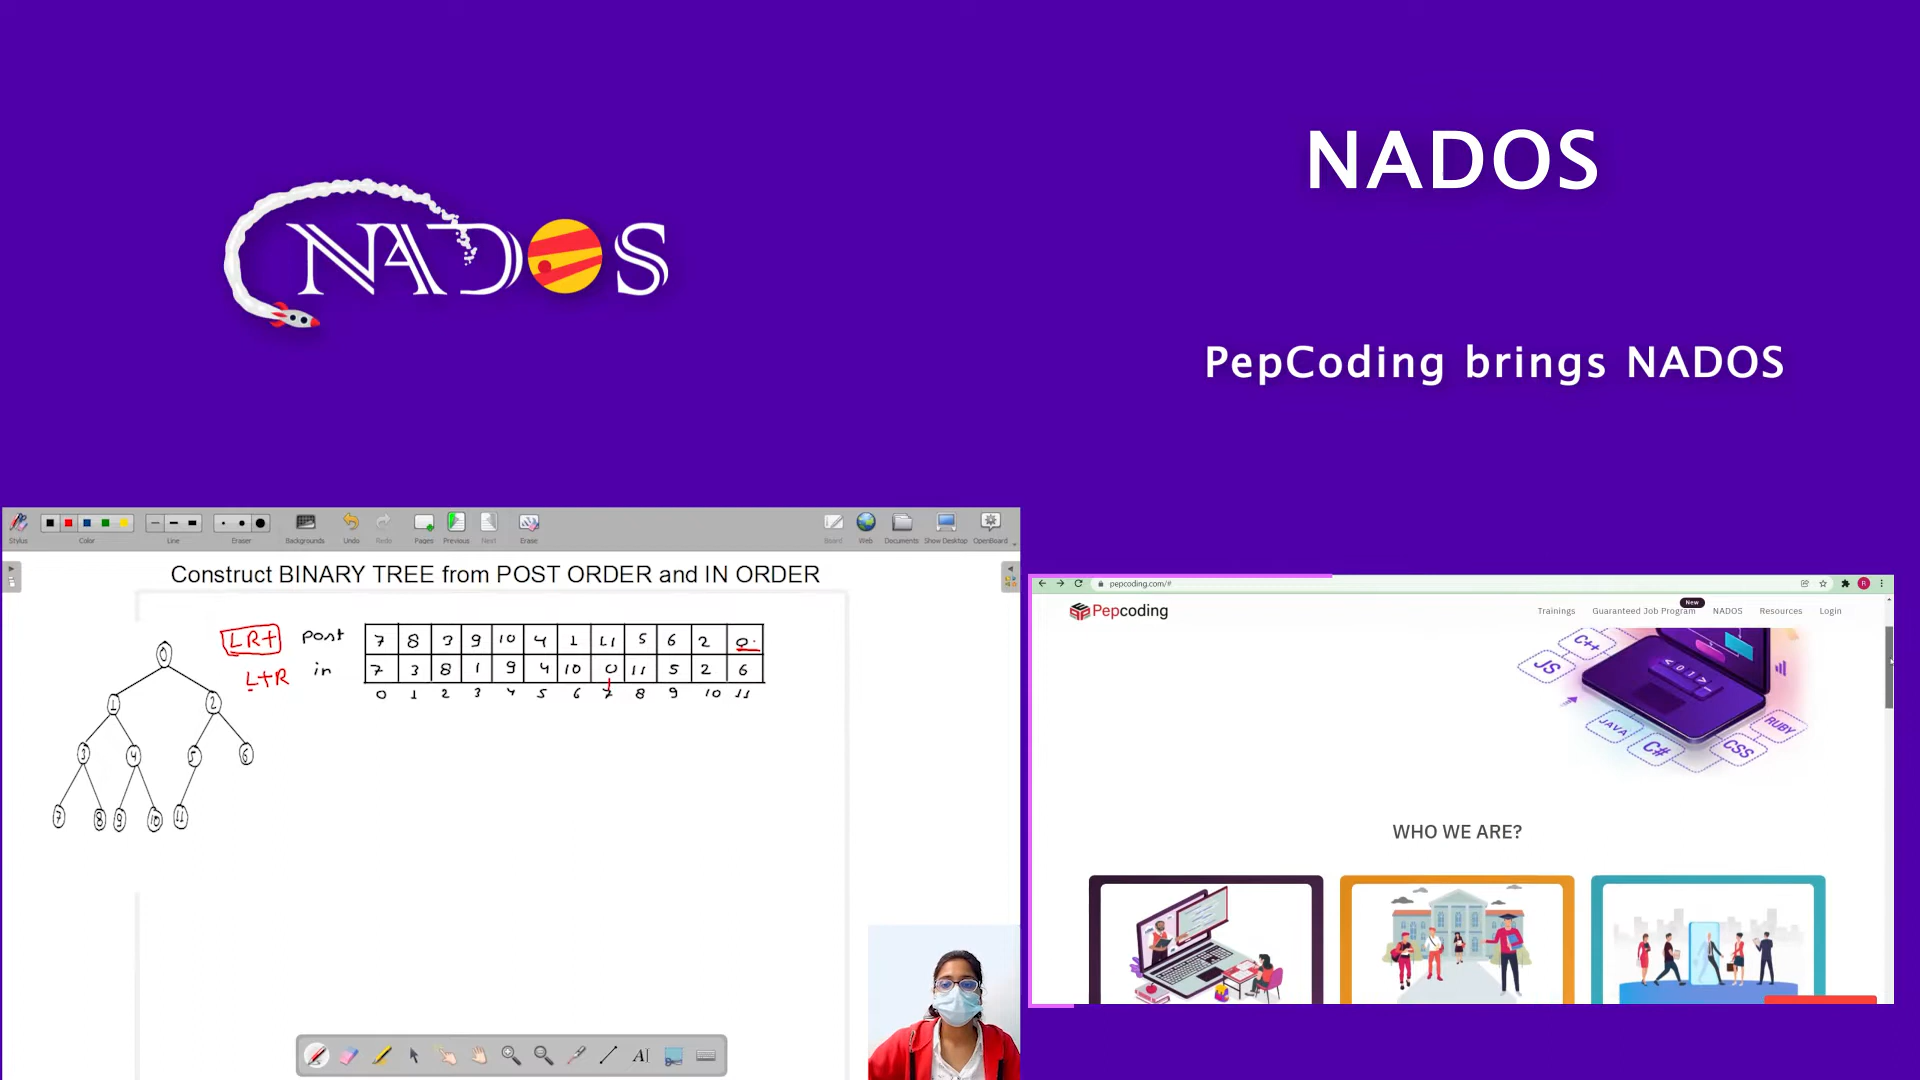 NADOS
NADOS
PepCoding brings NADOS
Stylus Color Line Eraser Backgrounds Undo Redo Pages Previous Next Erase Board Web Documents Show Desktop OpenBoard
Construct BINARY TREE from POST ORDER and IN ORDER
LR+ post 7 8 3 9 10 4 1 11 5 6 2 0
L+R in 7 3 8 1 9 4 10 0 11 5 2 6
0 1 2 3 4 5 6 7 8 9 10 11
0
1 2
3 4 5 6
7 8 9 10 11
AI
pepcoding.com/#
R
Pepcoding
Trainings Guaranteed Job Program New NADOS Resources Login
C++
JS
<01>
JAVA
C#
CSS
RUBY
WHO WE ARE?